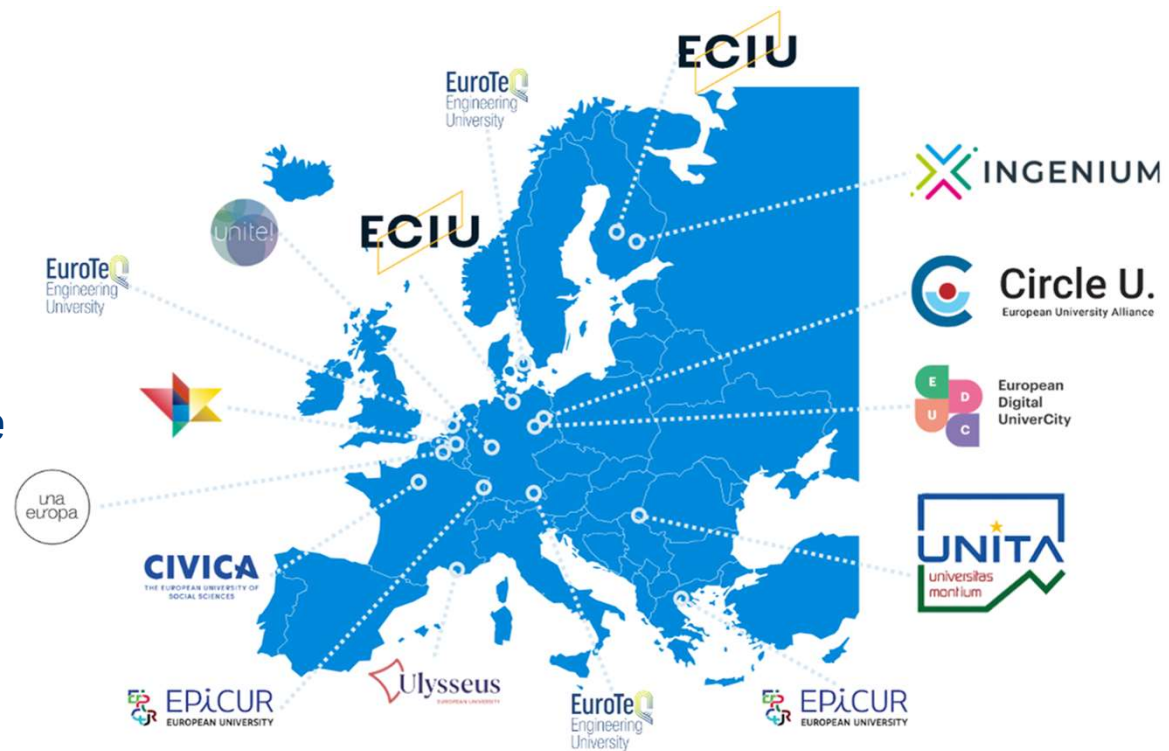 ECIU
EuroTeQ
Engineering
University
INGENIUM
unite!
ECIU
EuroTeQ
Engineering
University
Circle U.
European University Alliance
E
D
U
C
European
Digital
UniverCity
e
una
europa
CIVICA
THE EUROPEAN UNIVERSITY OF
SOCIAL SCIENCES
UNITA
universitas
montium
EPiCUR
EUROPEAN UNIVERSITY
Ulysseus
EUROPEAN UNIVERSITY
EuroTeQ
Engineering
University
EPiCUR
EUROPEAN UNIVERSITY